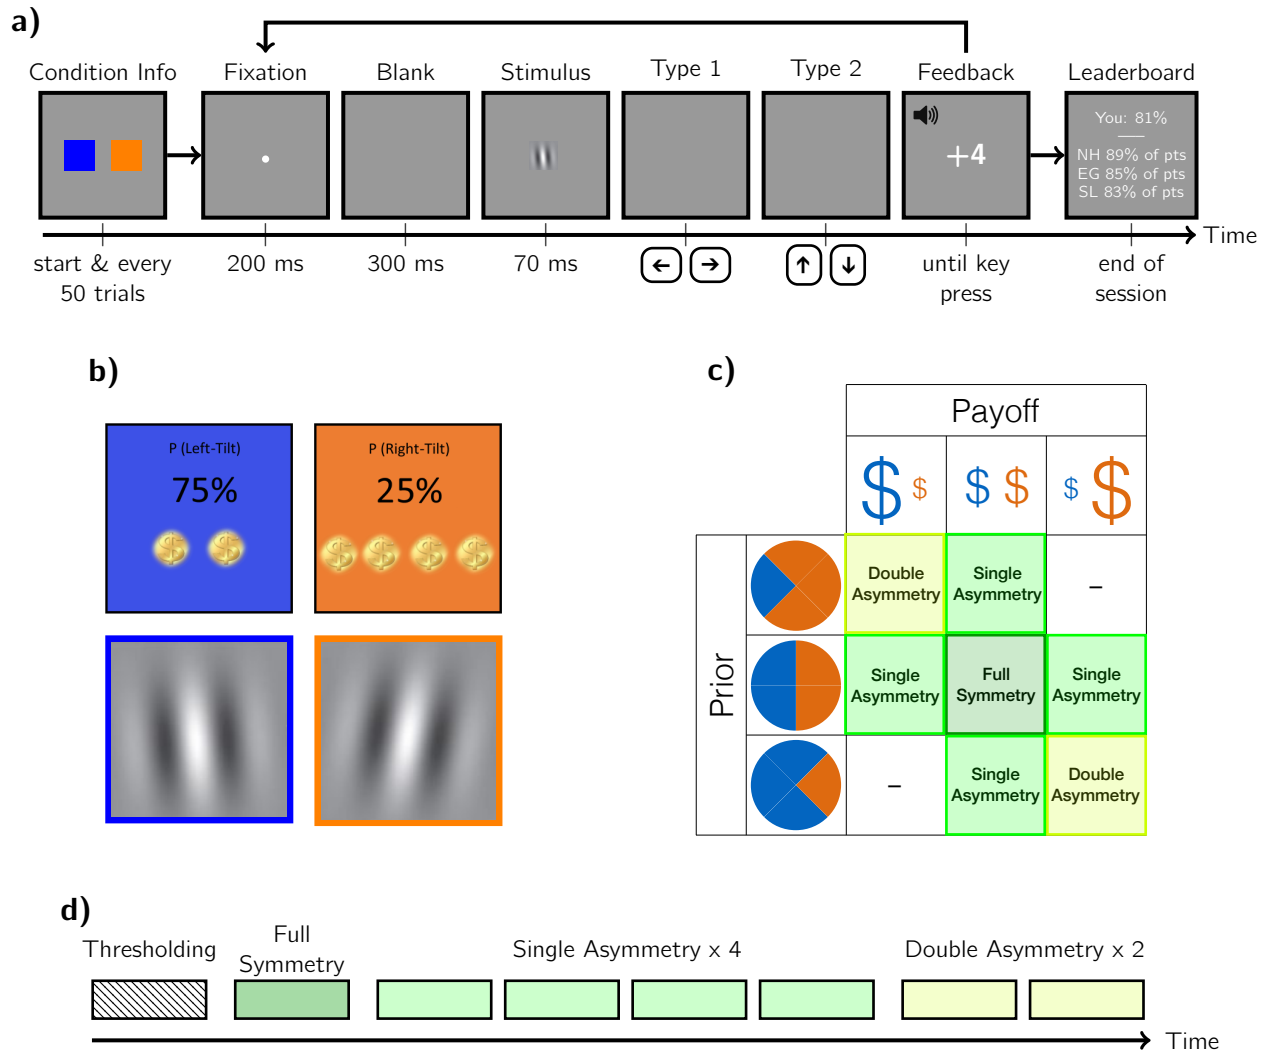 a)
Condition Info
Fixation
Blank
Stimulus
Type 1
Type 2
Feedback
Leaderboard
+4
You: 81%
NH 89% of pts
EG 85% of pts
SL 83% of pts
Time
start & every
50 trials
200 ms
300 ms
70 ms
← →
↑ ↓
until key
press
end of
session
b)
P (Left-Tilt)
75%
$ $
P (Right-Tilt)
25%
$ $ $ $
c)
Payoff
$ $
$ $
$ $
Prior
Double
Asymmetry
Single
Asymmetry
–
Single
Asymmetry
Full
Symmetry
Single
Asymmetry
–
Single
Asymmetry
Double
Asymmetry
d)
Thresholding
Full
Symmetry
Single Asymmetry x 4
Double Asymmetry x 2
Time